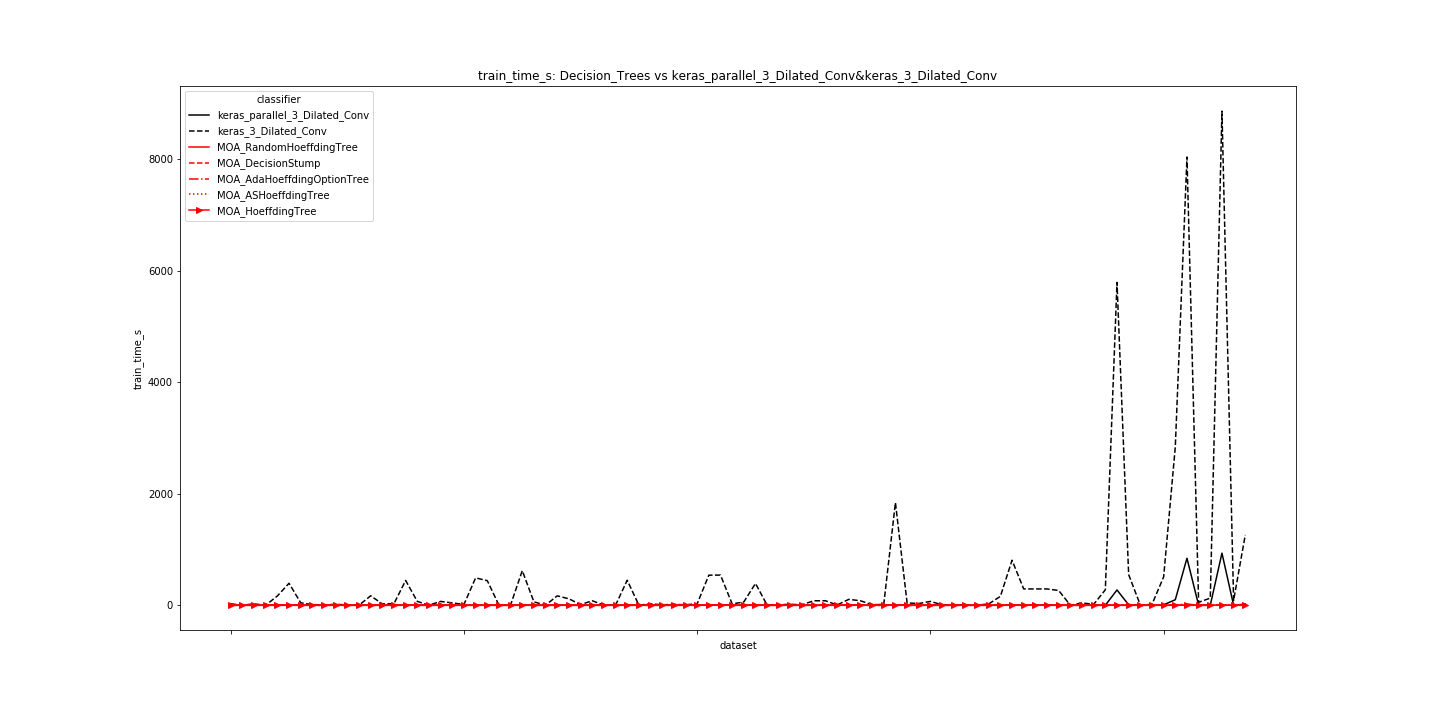 train_time_s: Decision_Trees vs keras_parallel_3_Dilated_Conv&keras_3_Dilated_Conv
classifier
keras_parallel_3_Dilated_Conv
keras_3_Dilated_Conv
MOA_RandomHoeffdingTree
MOA_DecisionStump
MOA_AdaHoeffdingOptionTree
MOA_ASHoeffdingTree
MOA_HoeffdingTree
8000
6000
4000
2000
0
train_time_s
dataset